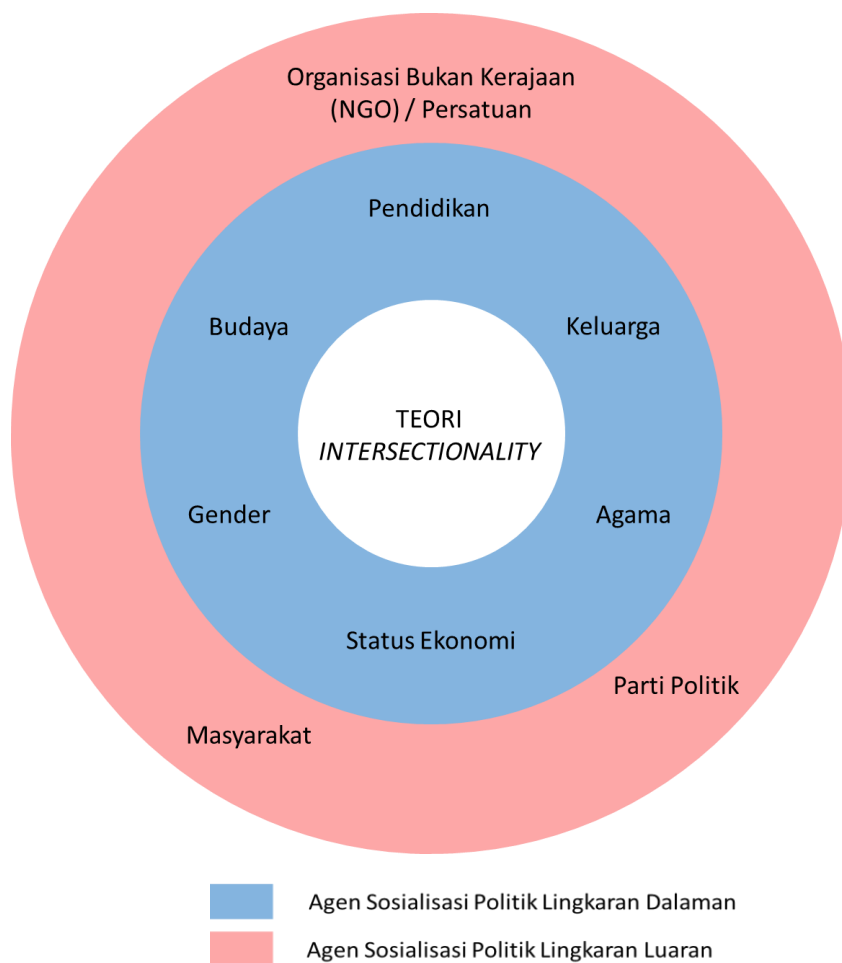 Organisasi Bukan Kerajaan
(NGO) / Persatuan
Pendidikan
Budaya
Keluarga
TEORI
INTERSECTIONALITY
Gender
Agama
Status Ekonomi
Parti Politik
Masyarakat
Agen Sosialisasi Politik Lingkaran Dalaman
Agen Sosialisasi Politik Lingkaran Luaran